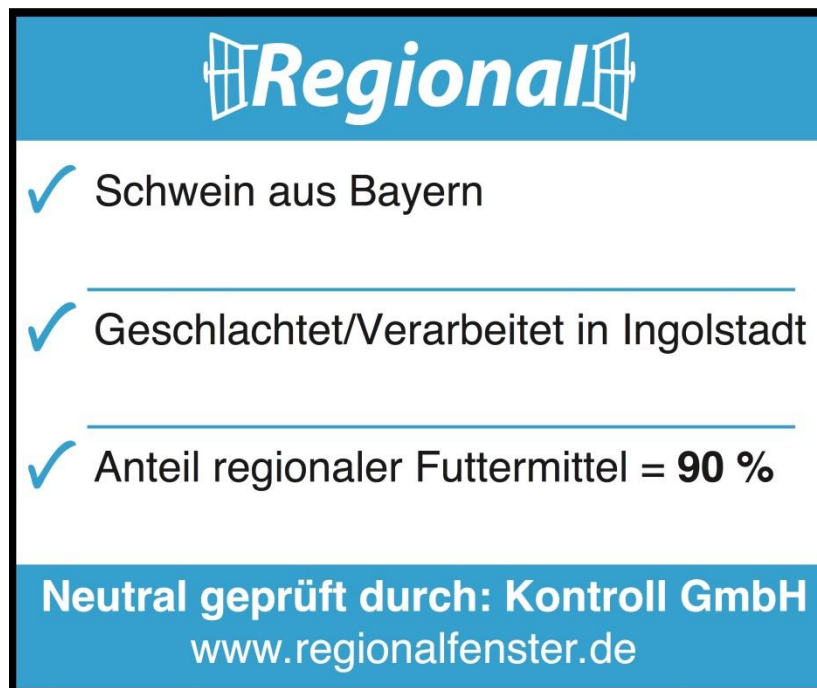 Regional
Schwein aus Bayern
Geschlachtet/Verarbeitet in Ingolstadt
Anteil regionaler Futtermittel = 90 %
Neutral geprüft durch: Kontroll GmbH
www.regionalfenster.de